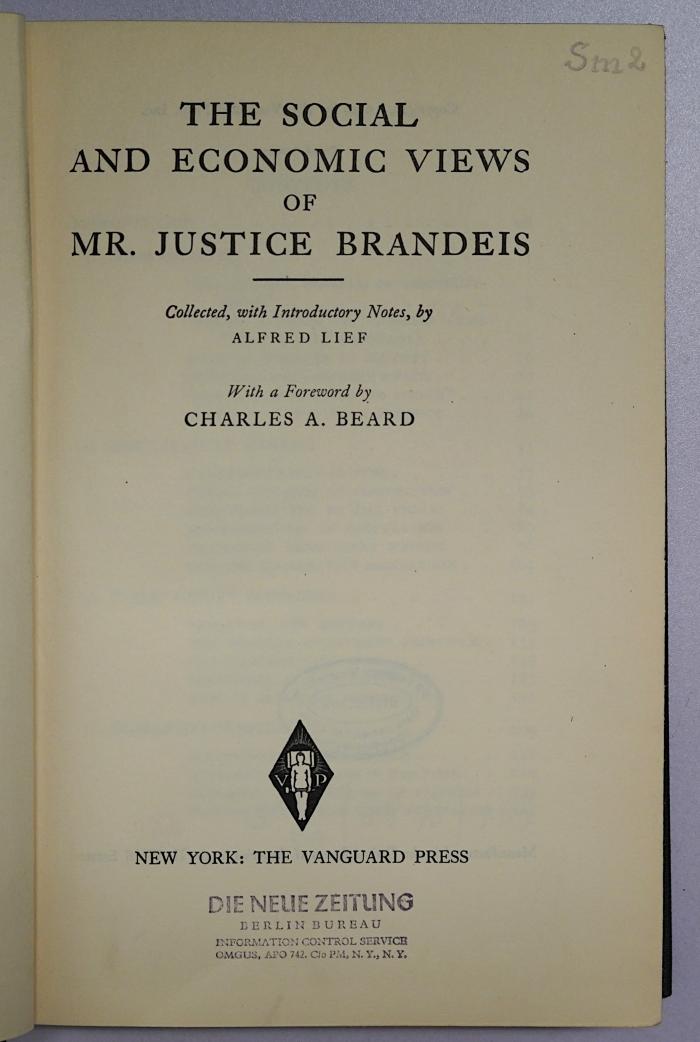 Sm2
THE SOCIAL
AND ECONOMIC VIEWS
OF
MR. JUSTICE BRANDEIS
Collected, with Introductory Notes, by
ALFRED LIEF
With a Foreword by
CHARLES A. BEARD
V P
NEW YORK: THE VANGUARD PRESS
DIE NEUE ZEITUNG
BERLIN BUREAU
INFORMATION CONTROL SERVICE
OMGUS, APO 742. C/o PM, N. Y., N. Y.